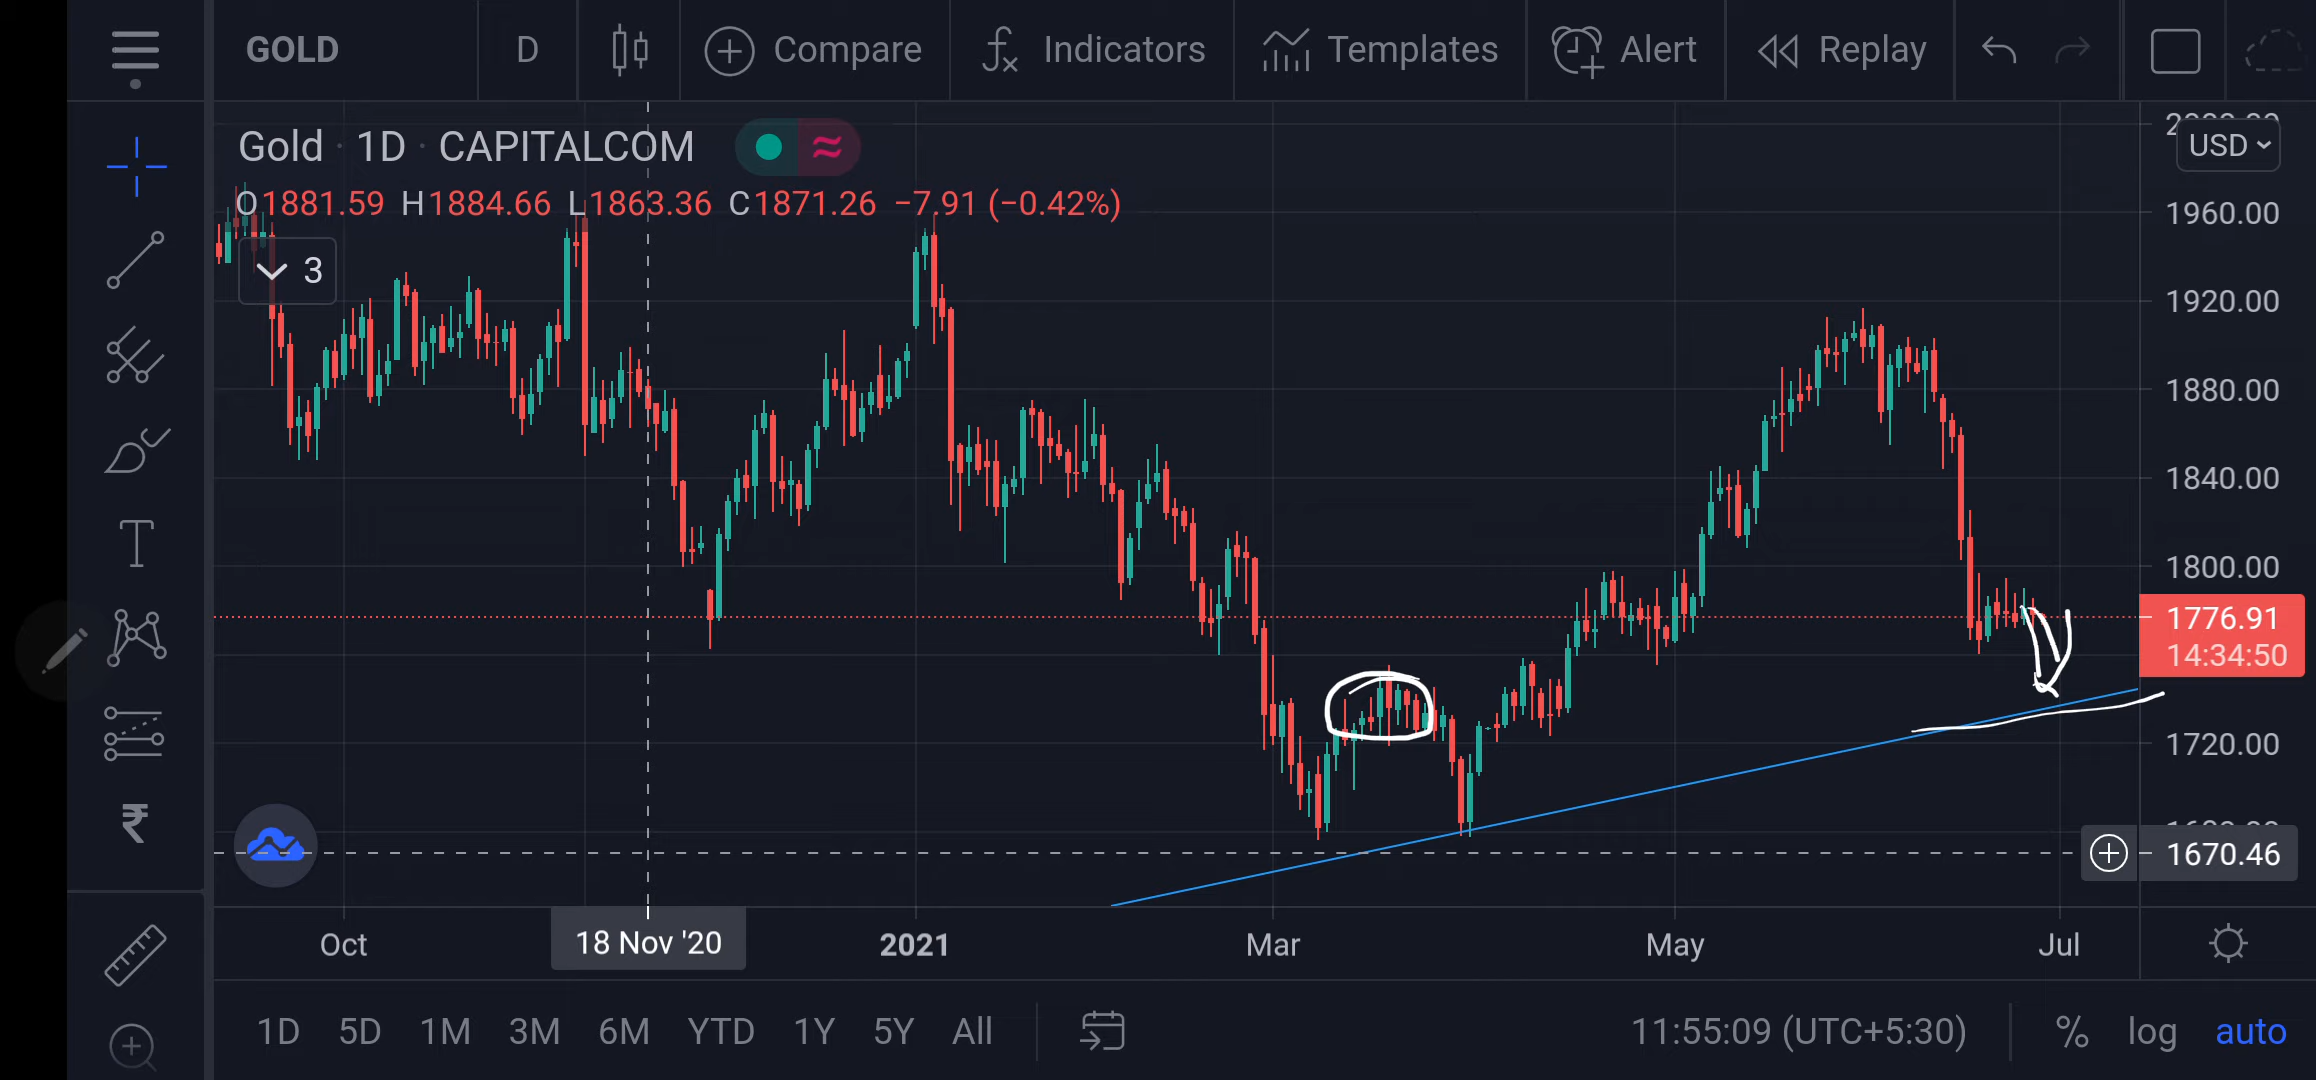 GOLD D Compare Indicators Templates Alert Replay
Gold · 1D · CAPITALCOM
USD
O1881.59 H1884.66 L1863.36 C1871.26 −7.91 (−0.42%)
3
1960.00
1920.00
1880.00
1840.00
1800.00
1776.91
14:34:50
1720.00
1670.46
Oct 18 Nov '20 2021 Mar May Jul
1D 5D 1M 3M 6M YTD 1Y 5Y All 11:55:09 (UTC+5:30) % log auto